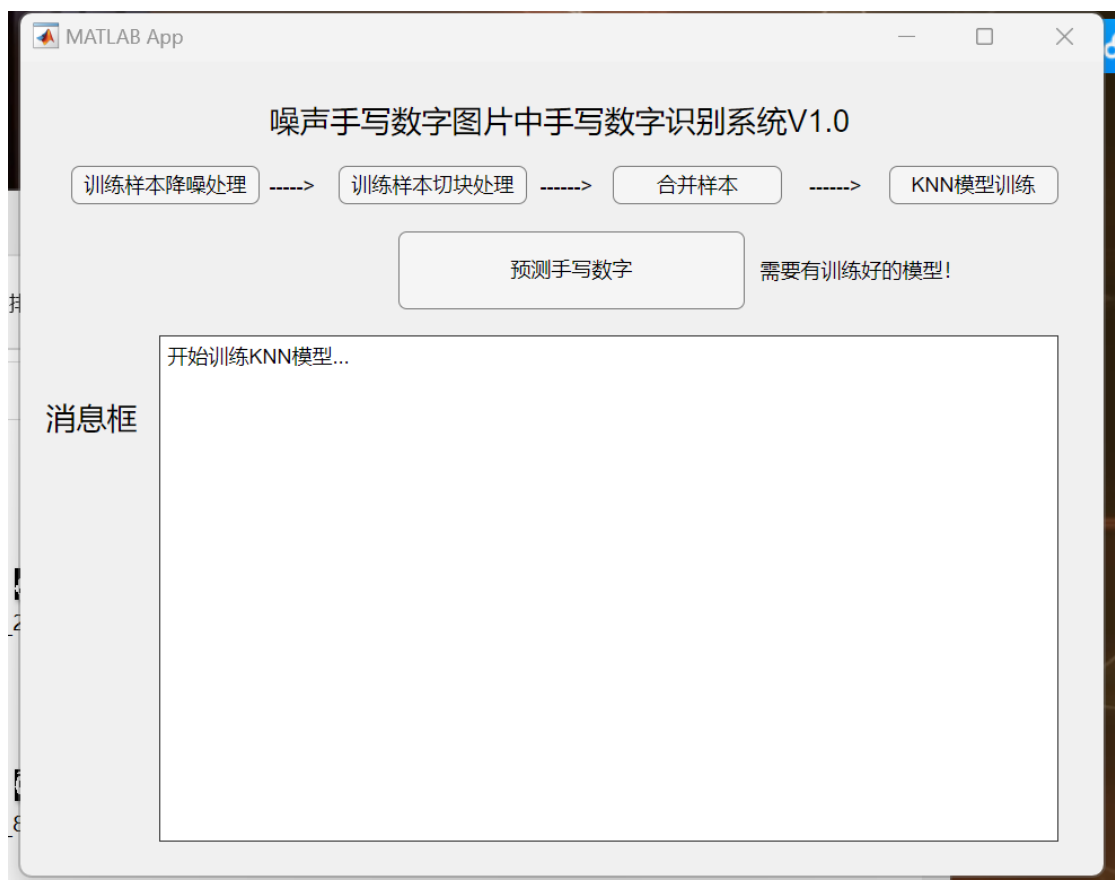 MATLAB App
噪声手写数字图片中手写数字识别系统V1.0
训练样本降噪处理 -----> 训练样本切块处理 ------> 合并样本 ------> KNN模型训练
预测手写数字 需要有训练好的模型！
开始训练KNN模型...
消息框
_2
_8